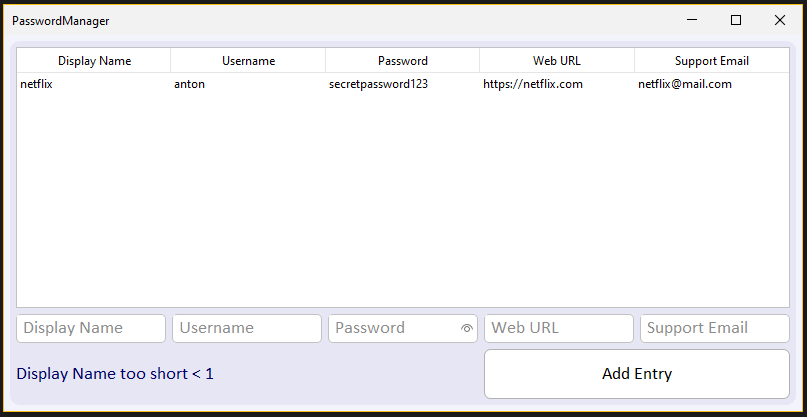 PasswordManager
Display Name Username Password Web URL Support Email
netflix anton secretpassword123 https://netflix.com netflix@mail.com
Display Name Username Password Web URL Support Email
Display Name too short < 1 Add Entry